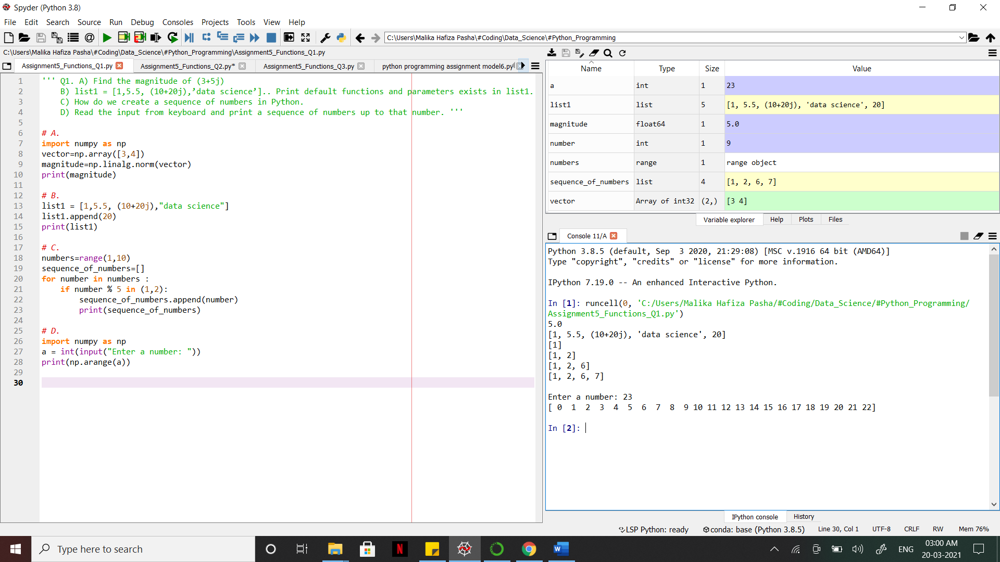 Spyder (Python 3.8)
File Edit Search Source Run Debug Consoles Projects Tools View Help
C:\Users\Malika Hafiza Pasha\#Coding\Data_Science\#Python_Programming
C:\Users\Malika Hafiza Pasha\#Coding\Data_Science\#Python_Programming\Assignment5_Functions_Q1.py
Assignment5_Functions_Q1.py Assignment5_Functions_Q2.py* Assignment5_Functions_Q3.py python programming assignment model6.py
1 ''' Q1. A) Find the magnitude of (3+5j)
2 B) list1 = [1,5.5, (10+20j),’data science’].. Print default functions and parameters exists in list1.
3 C) How do we create a sequence of numbers in Python.
4 D) Read the input from keyboard and print a sequence of numbers up to that number. '''
5
6 # A.
7 import numpy as np
8 vector=np.array([3,4])
9 magnitude=np.linalg.norm(vector)
10 print(magnitude)
11
12 # B.
13 list1 = [1,5.5, (10+20j),"data science"]
14 list1.append(20)
15 print(list1)
16
17 # C.
18 numbers=range(1,10)
19 sequence_of_numbers=[]
20 for number in numbers :
21 if number % 5 in (1,2):
22 sequence_of_numbers.append(number)
23 print(sequence_of_numbers)
24
25 # D.
26 import numpy as np
27 a = int(input("Enter a number: "))
28 print(np.arange(a))
29
30
Name Type Size Value
a int 1 23
list1 list 5 [1, 5.5, (10+20j), 'data science', 20]
magnitude float64 1 5.0
number int 1 9
numbers range 1 range object
sequence_of_numbers list 4 [1, 2, 6, 7]
vector Array of int32 (2,) [3 4]
Variable explorer Help Plots Files
Console 11/A
Python 3.8.5 (default, Sep  3 2020, 21:29:08) [MSC v.1916 64 bit (AMD64)]
Type "copyright", "credits" or "license" for more information.
IPython 7.19.0 -- An enhanced Interactive Python.
In [1]: runcell(0, 'C:/Users/Malika Hafiza Pasha/#Coding/Data_Science/#Python_Programming/
Assignment5_Functions_Q1.py')
5.0
[1, 5.5, (10+20j), 'data science', 20]
[1]
[1, 2]
[1, 2, 6]
[1, 2, 6, 7]
Enter a number: 23
[ 0  1  2  3  4  5  6  7  8  9 10 11 12 13 14 15 16 17 18 19 20 21 22]
In [2]:
IPython console History
LSP Python: ready conda: base (Python 3.8.5) Line 30, Col 1 UTF-8 CRLF RW Mem 76%
Type here to search
ENG
03:00 AM
20-03-2021